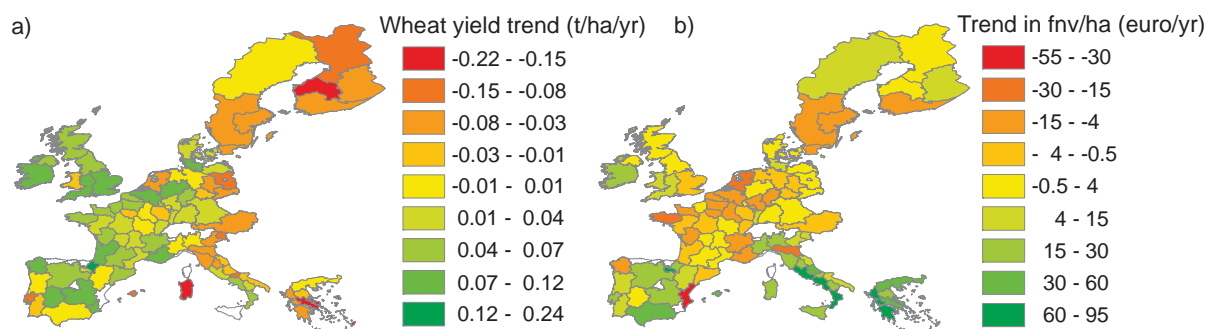 a)
Wheat yield trend (t/ha/yr)
-0.22 - -0.15
-0.15 - -0.08
-0.08 - -0.03
-0.03 - -0.01
-0.01 - 0.01
0.01 - 0.04
0.04 - 0.07
0.07 - 0.12
0.12 - 0.24
b)
Trend in fnv/ha (euro/yr)
-55 - -30
-30 - -15
-15 - -4
- 4 - -0.5
-0.5 - 4
4 - 15
15 - 30
30 - 60
60 - 95